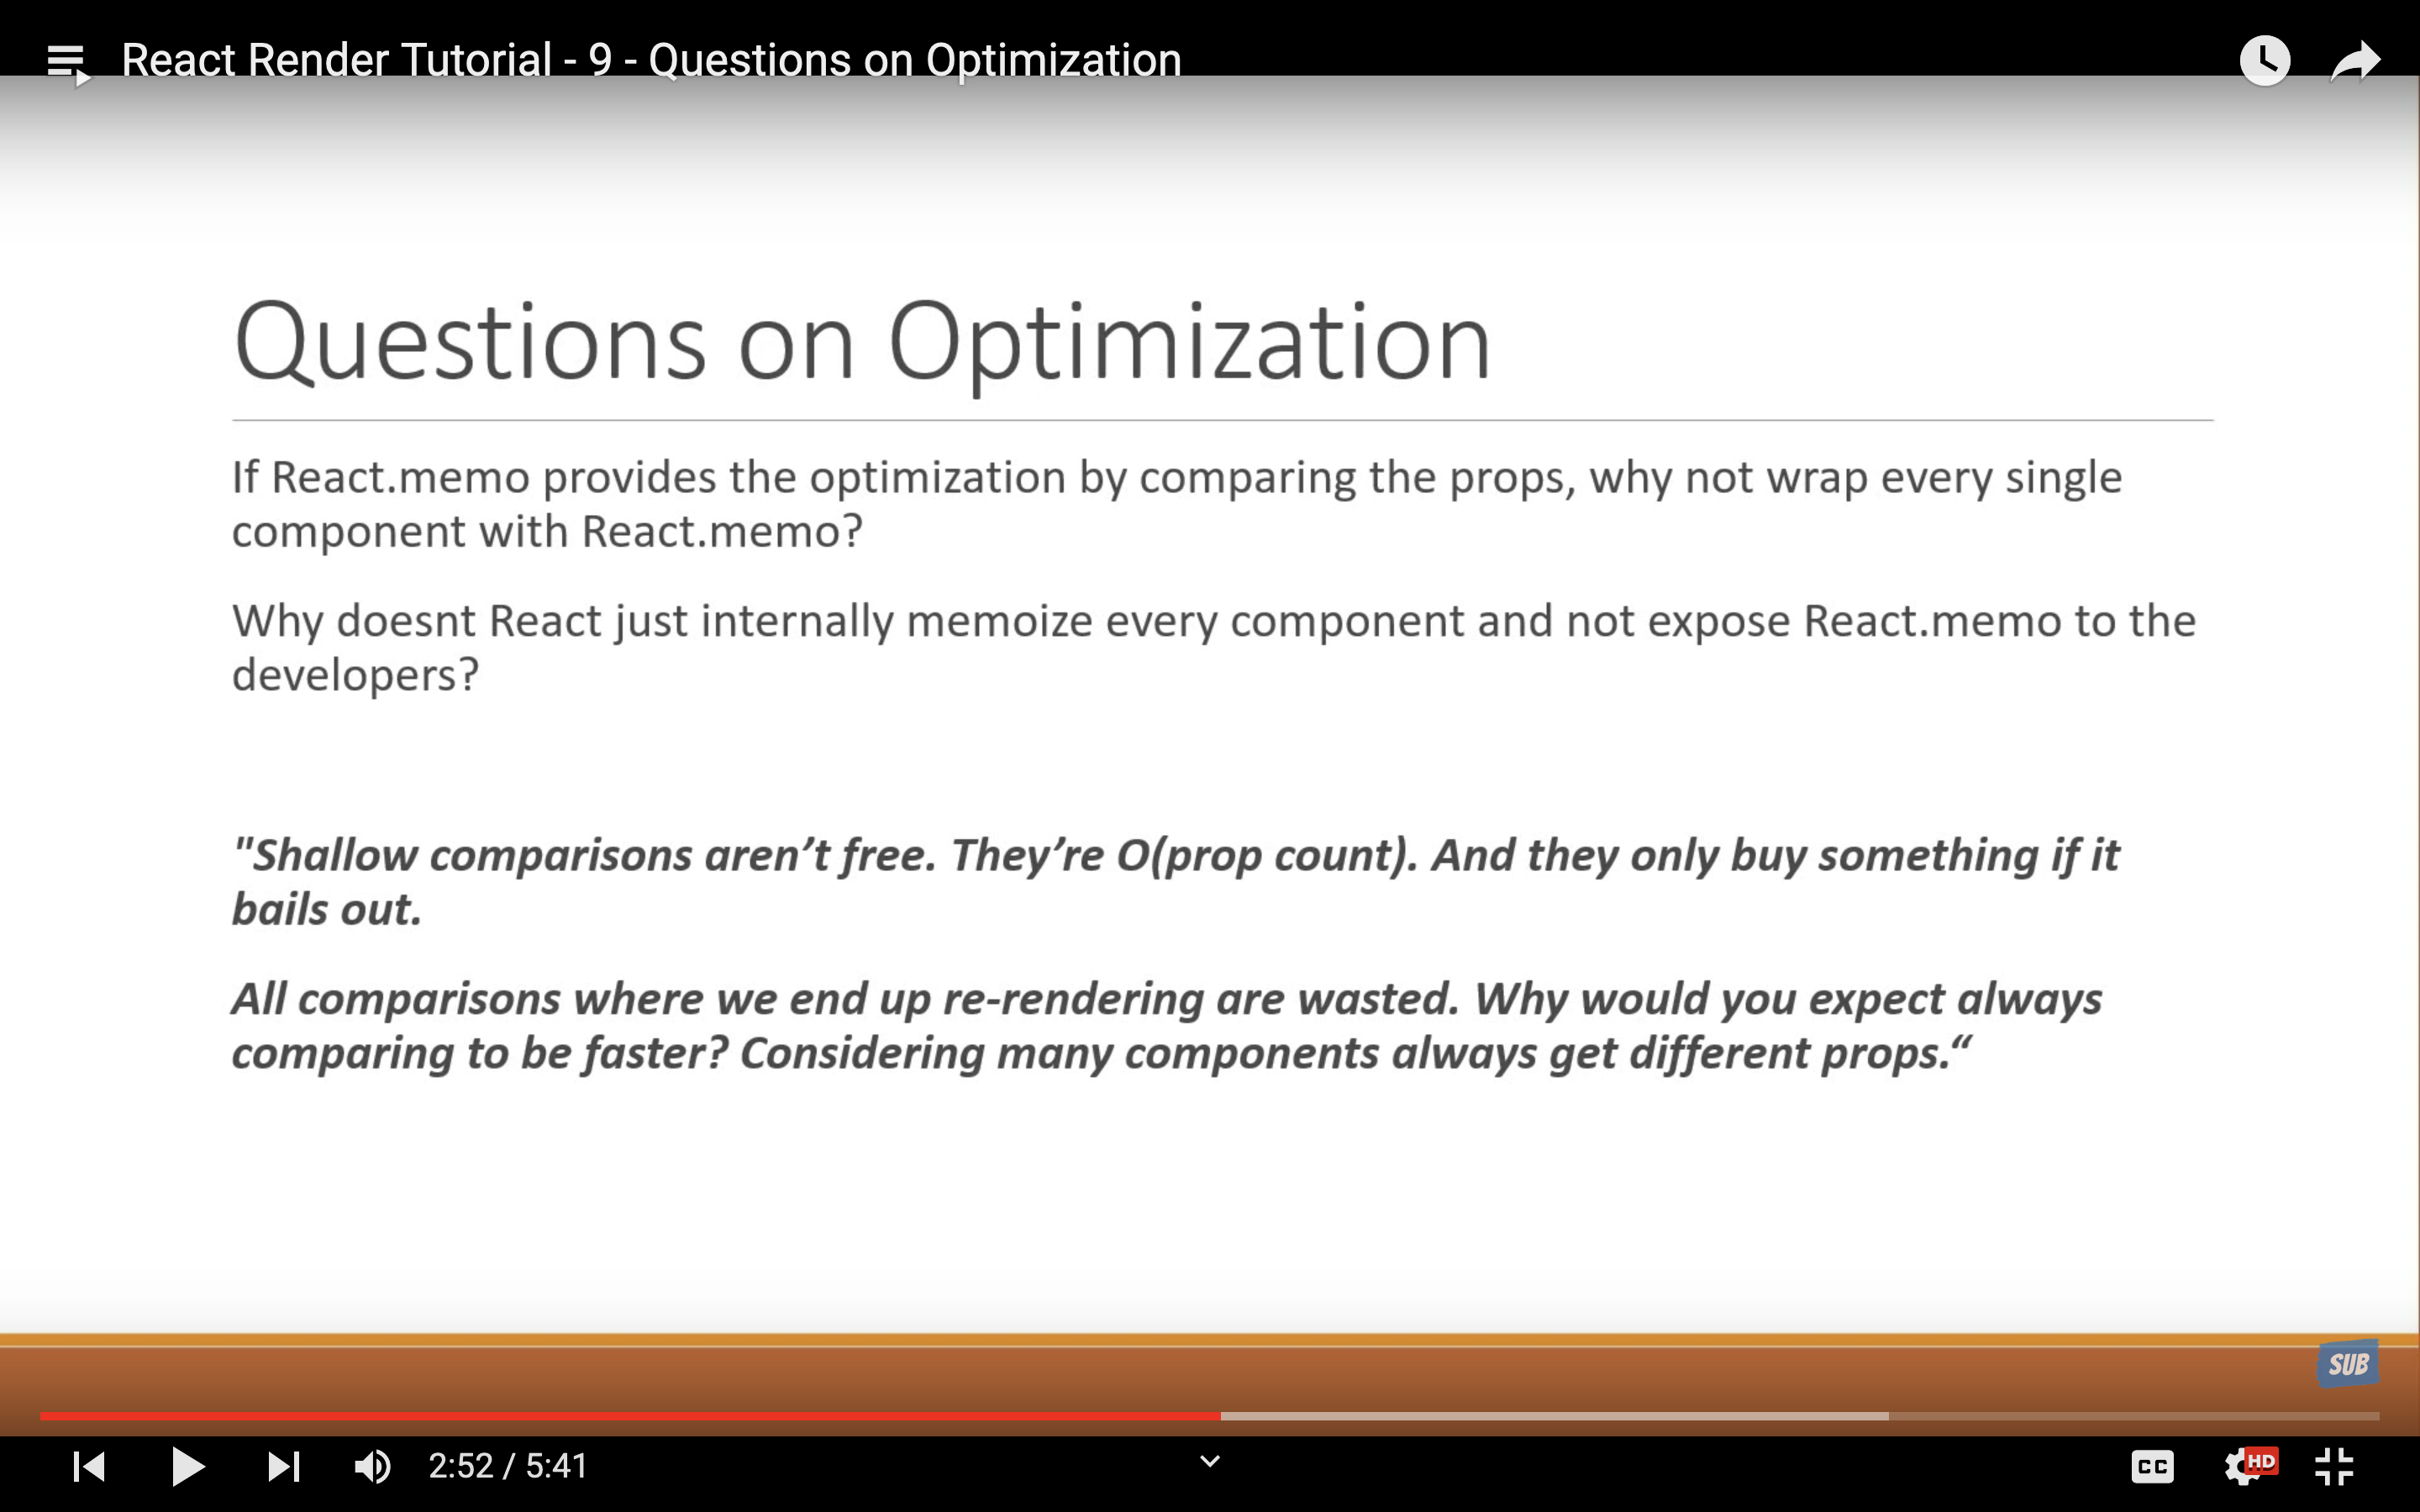 React Render Tutorial - 9 - Questions on Optimization
Questions on Optimization
If React.memo provides the optimization by comparing the props, why not wrap every single
component with React.memo?
Why doesnt React just internally memoize every component and not expose React.memo to the
developers?
"Shallow comparisons aren’t free. They’re O(prop count). And they only buy something if it
bails out.
All comparisons where we end up re-rendering are wasted. Why would you expect always
comparing to be faster? Considering many components always get different props.“
SUB
2:52 / 5:41
CC
HD